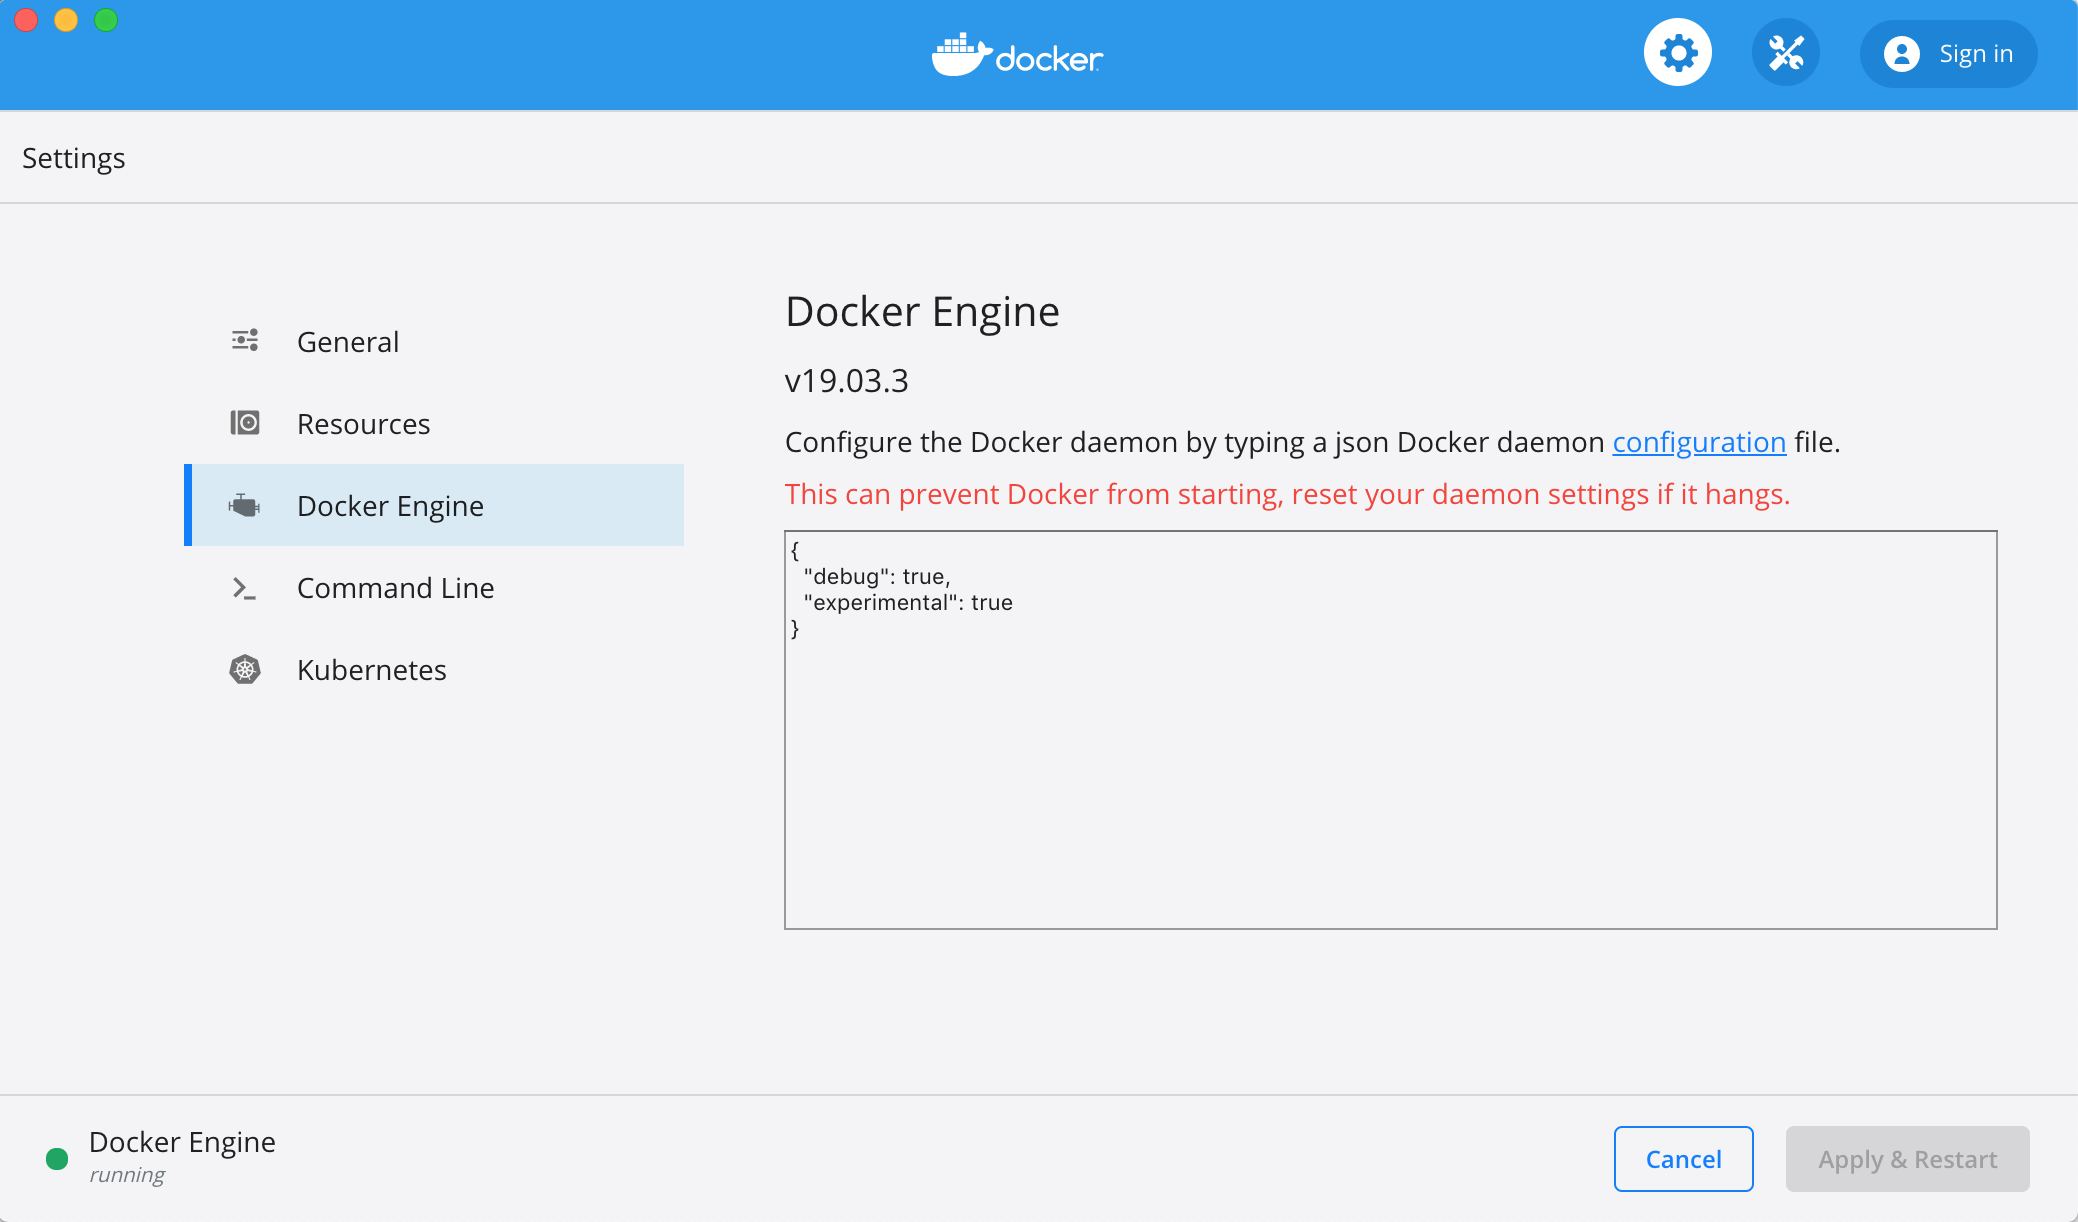 docker
Sign in
Settings
General
Resources
Docker Engine
Command Line
Kubernetes
Docker Engine
v19.03.3
Configure the Docker daemon by typing a json Docker daemon configuration file.
This can prevent Docker from starting, reset your daemon settings if it hangs.
{
  "debug": true,
  "experimental": true
}
Docker Engine
running
Cancel
Apply & Restart